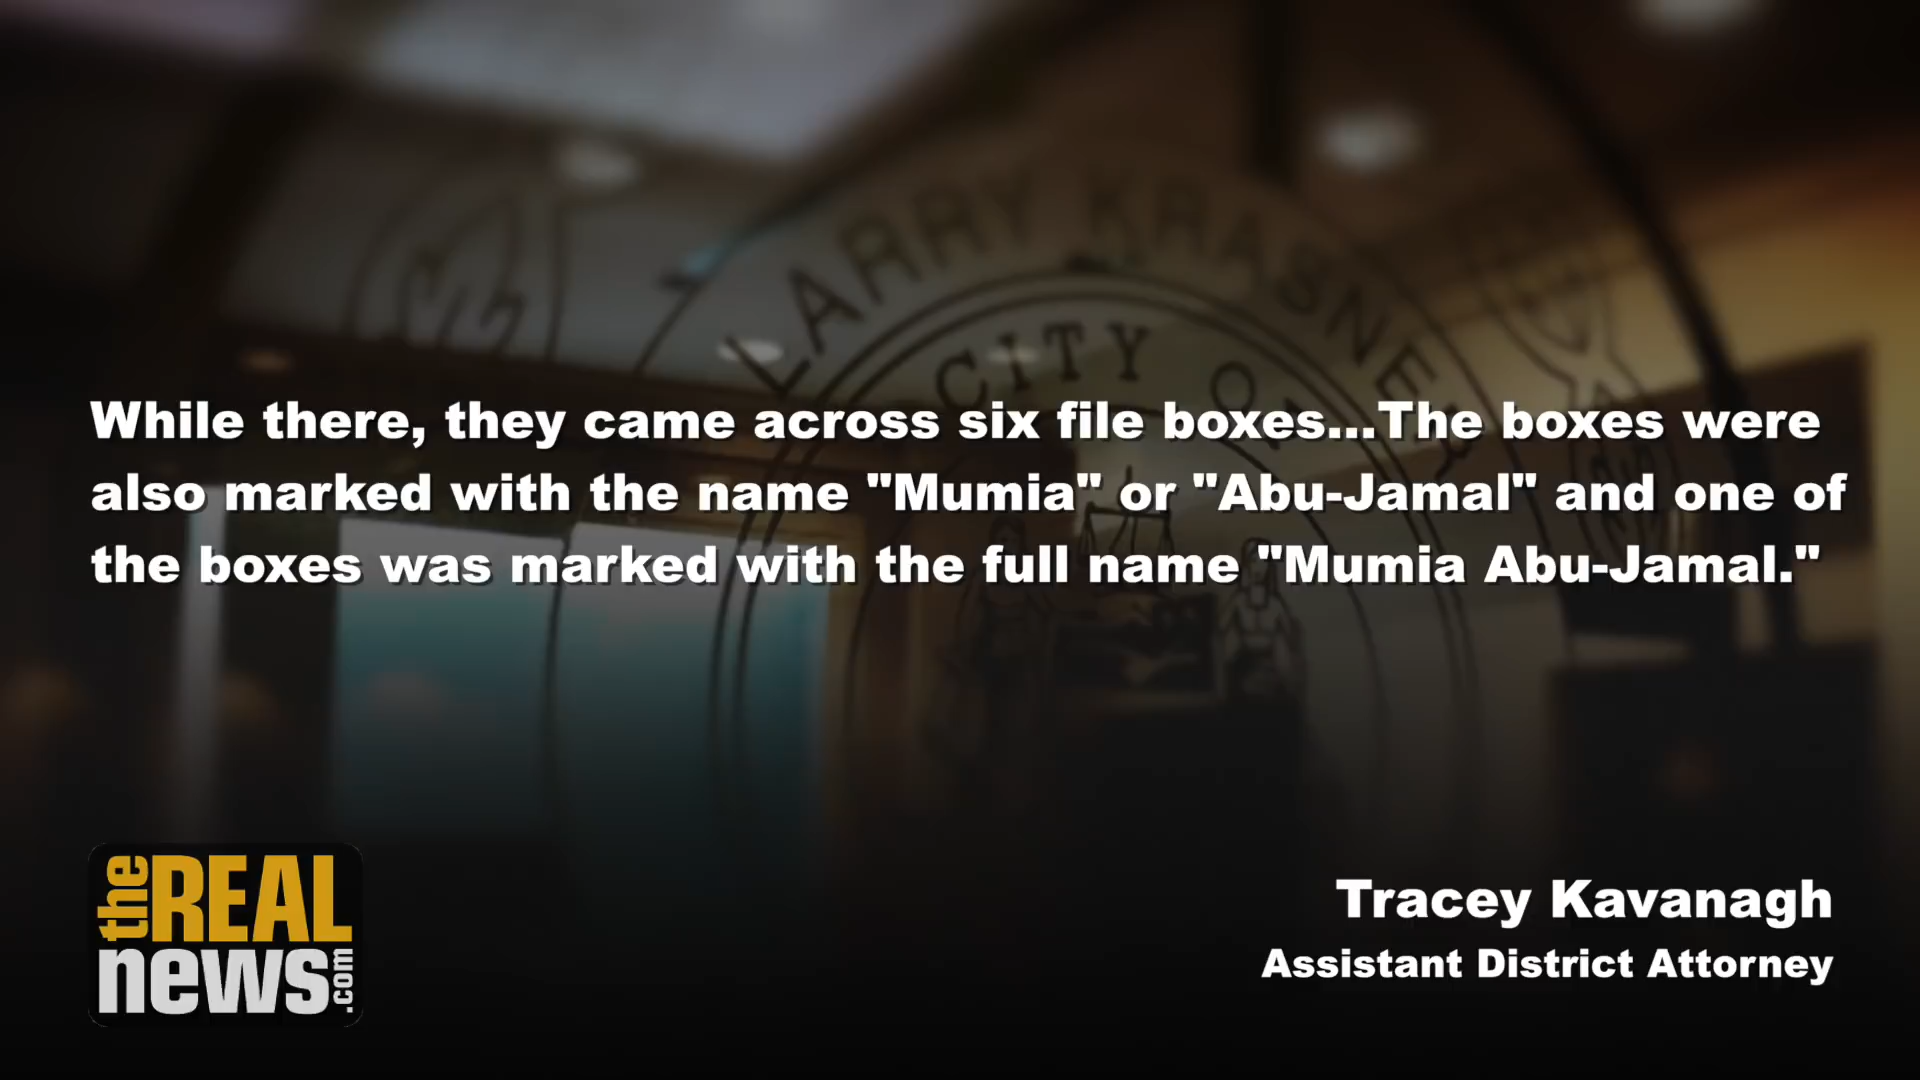 LARRY KRASNER
CITY OF
While there, they came across six file boxes...The boxes were
also marked with the name "Mumia" or "Abu-Jamal" and one of
the boxes was marked with the full name "Mumia Abu-Jamal."
the REAL
news.com
Tracey Kavanagh
Assistant District Attorney